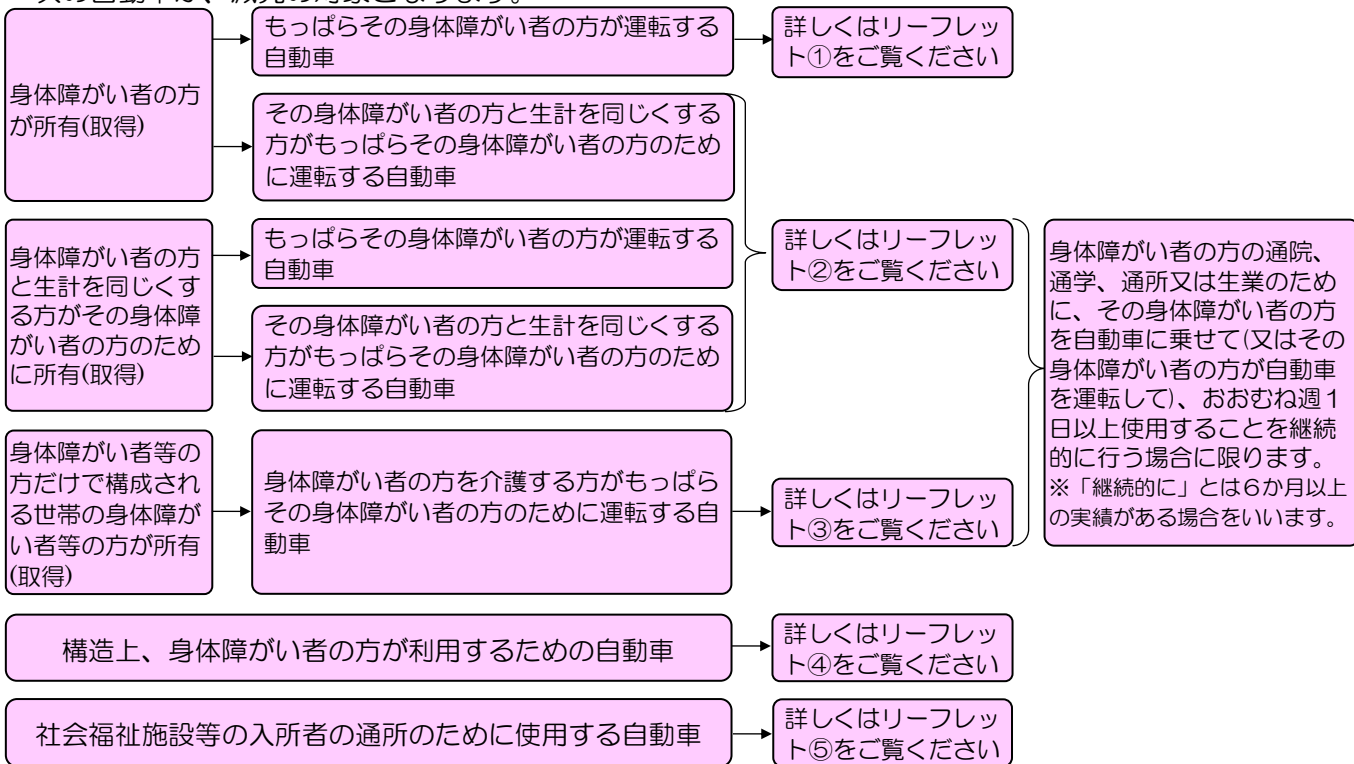 もっぱらその身体障がい者の方が運転する
自動車
詳しくはリーフレッ
ト①をご覧ください
身体障がい者の方
が所有(取得)
その身体障がい者の方と生計を同じくする
方がもっぱらその身体障がい者の方のため
に運転する自動車
身体障がい者の方
と生計を同じくす
る方がその身体障
がい者の方のため
に所有(取得)
もっぱらその身体障がい者の方が運転する
自動車
その身体障がい者の方と生計を同じくする
方がもっぱらその身体障がい者の方のため
に運転する自動車
詳しくはリーフレッ
ト②をご覧ください
身体障がい者の方の通院、
通学、通所又は生業のため
に、その身体障がい者の方
を自動車に乗せて(又はその
身体障がい者の方が自動車
を運転して)、おおむね週1
日以上使用することを継続
的に行う場合に限ります。
※「継続的に」とは6か月以上
の実績がある場合をいいます。
身体障がい者等の
方だけで構成され
る世帯の身体障が
い者等の方が所有
(取得)
身体障がい者の方を介護する方がもっぱら
その身体障がい者の方のために運転する自
動車
詳しくはリーフレッ
ト③をご覧ください
構造上、身体障がい者の方が利用するための自動車
詳しくはリーフレッ
ト④をご覧ください
社会福祉施設等の入所者の通所のために使用する自動車
詳しくはリーフレッ
ト⑤をご覧ください